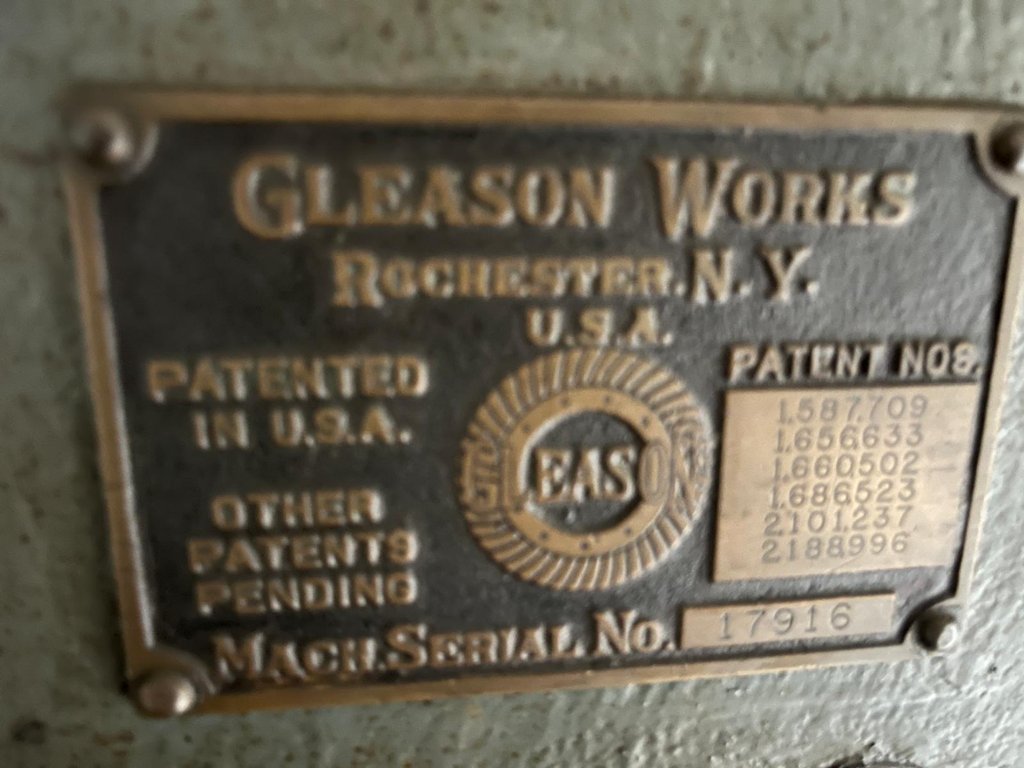 GLEASON WORKS
ROCHESTER. N. Y.
U.S.A.
PATENTED
IN U.S.A.
OTHER
PATENTS
PENDING
GLEASON
PATENT NOS.
1,587,709
1,656,633
1,660,502
1,686,523
2,101,237
2,188,996
MACH. SERIAL NO. 17916